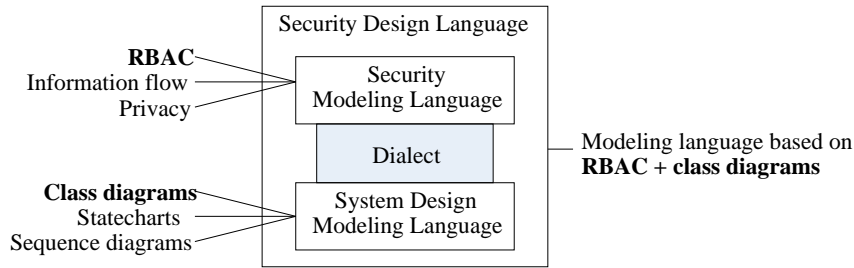 Security Design Language
RBAC
Information flow
Privacy
Security
Modeling Language
Dialect
Modeling language based on
RBAC + class diagrams
Class diagrams
Statecharts
Sequence diagrams
System Design
Modeling Language